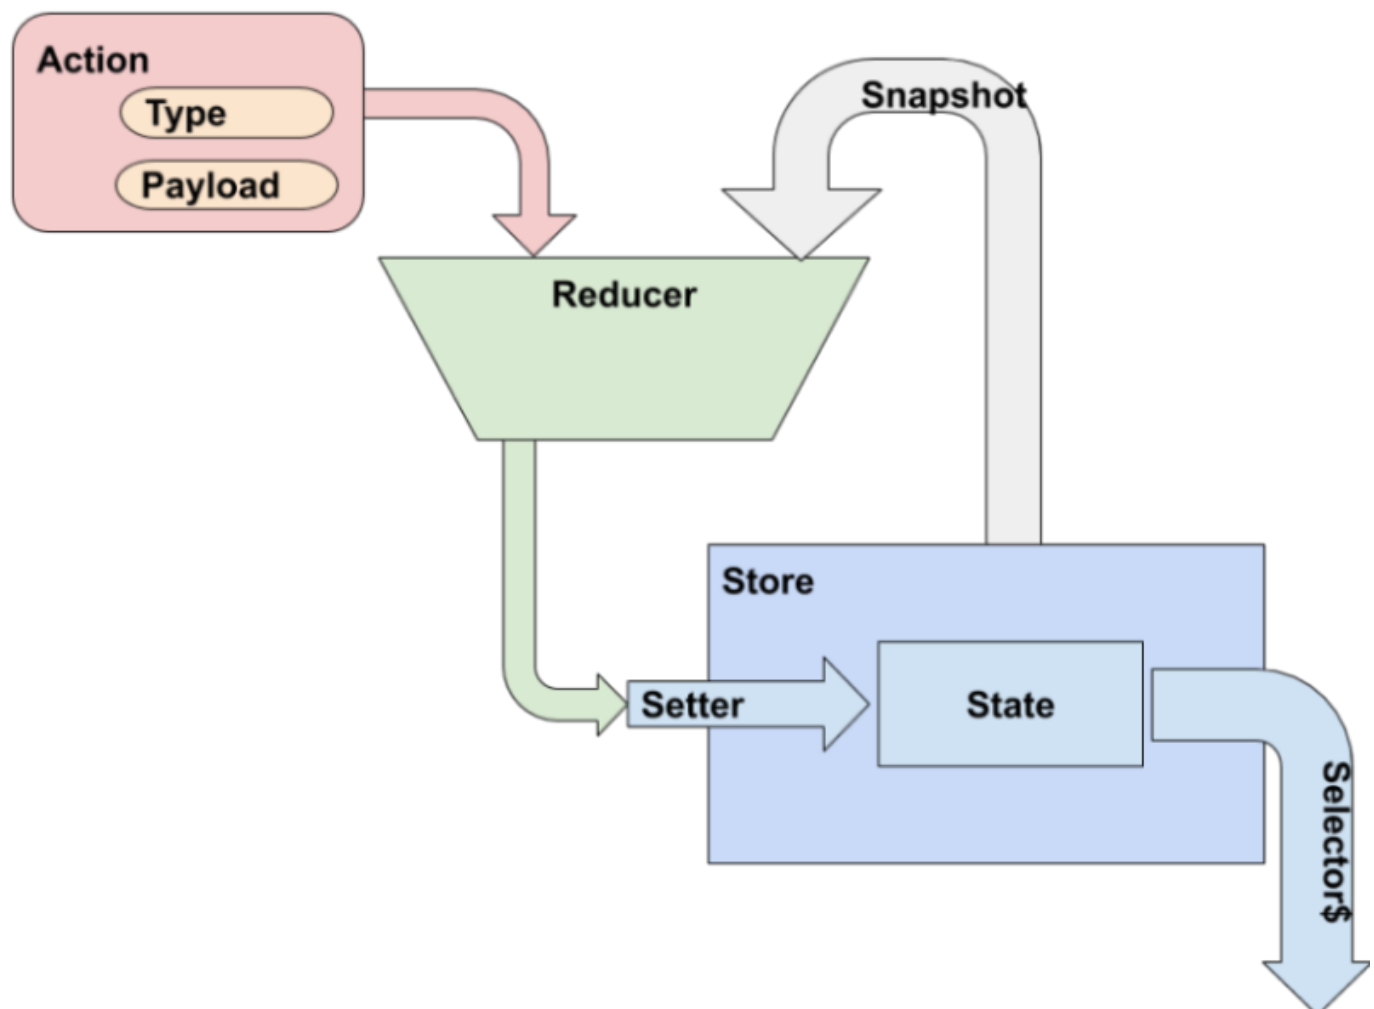 Action
Type
Payload
Snapshot
Reducer
Store
Setter
State
Selector$